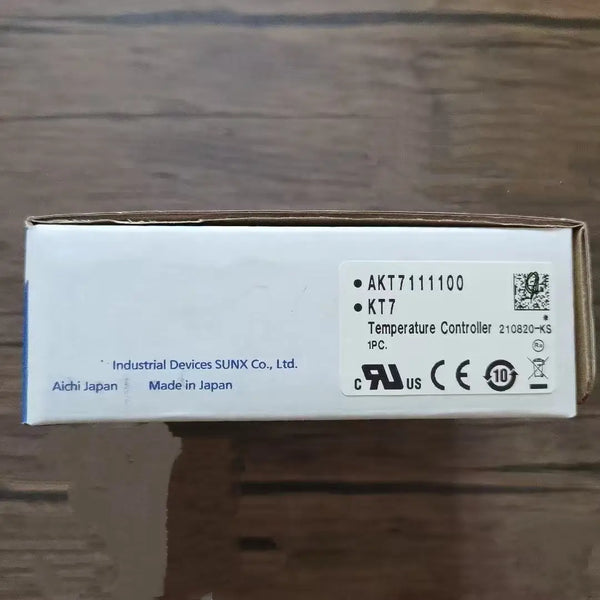 ● AKT7111100
● KT7
Temperature Controller 210820-KS
1PC.
c RU US CE 10
Industrial Devices SUNX Co., Ltd.
Aichi Japan Made in Japan